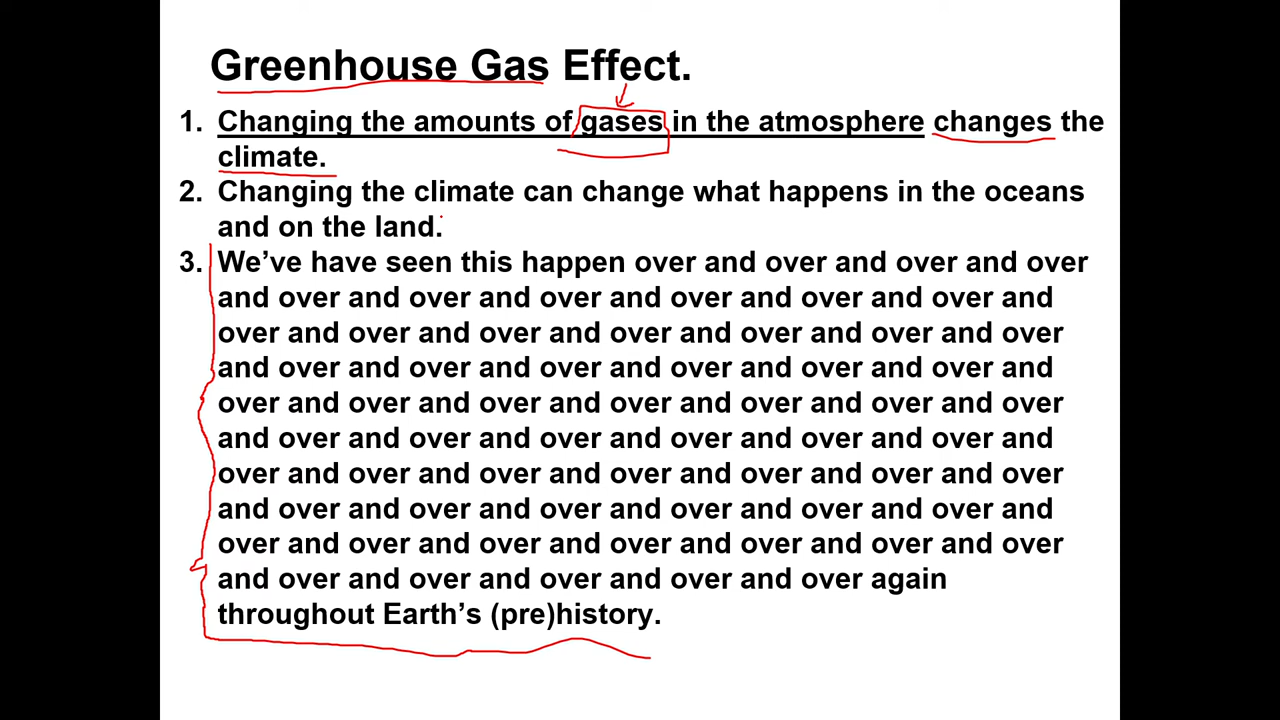 Greenhouse Gas Effect.
1. Changing the amounts of gases in the atmosphere changes the
climate.
2. Changing the climate can change what happens in the oceans
and on the land.
3. We’ve have seen this happen over and over and over and over
and over and over and over and over and over and over and
over and over and over and over and over and over and over
and over and over and over and over and over and over and
over and over and over and over and over and over and over
and over and over and over and over and over and over and
over and over and over and over and over and over and over
and over and over and over and over and over and over and
over and over and over and over and over and over and over
and over and over and over and over and over again
throughout Earth’s (pre)history.